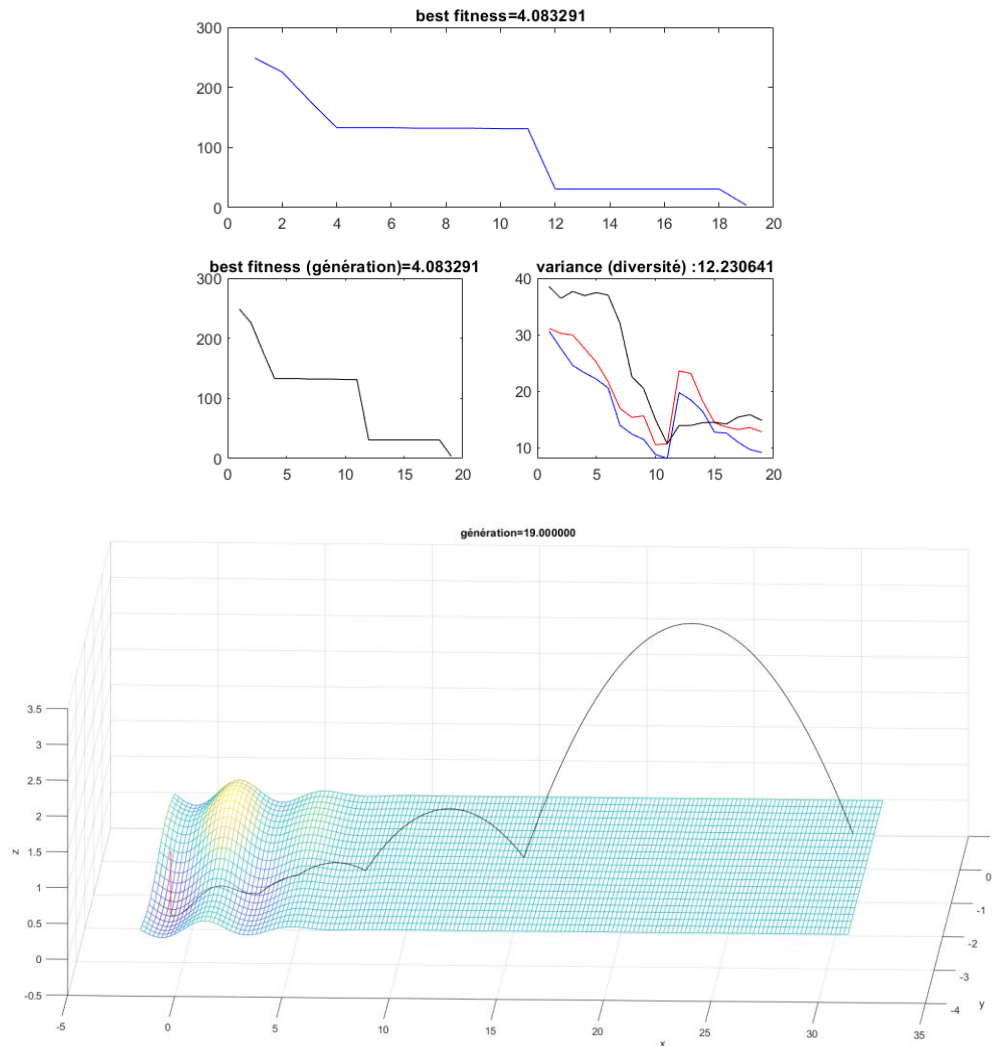 best fitness=4.083291
300
200
100
0
0 2 4 6 8 10 12 14 16 18 20
best fitness (génération)=4.083291
300
200
100
0
0 5 10 15 20
variance (diversité) :12.230641
40
30
20
10
0 5 10 15 20
génération=19.000000
3.5
3
2.5
2
1.5
1
0.5
0
-0.5
z
-5 0 5 10 15 20 25 30 35
x
0
-1
-2
-3
-4
y